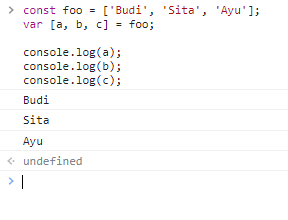 const foo = ['Budi', 'Sita', 'Ayu'];
var [a, b, c] = foo;
console.log(a);
console.log(b);
console.log(c);
Budi
Sita
Ayu
undefined